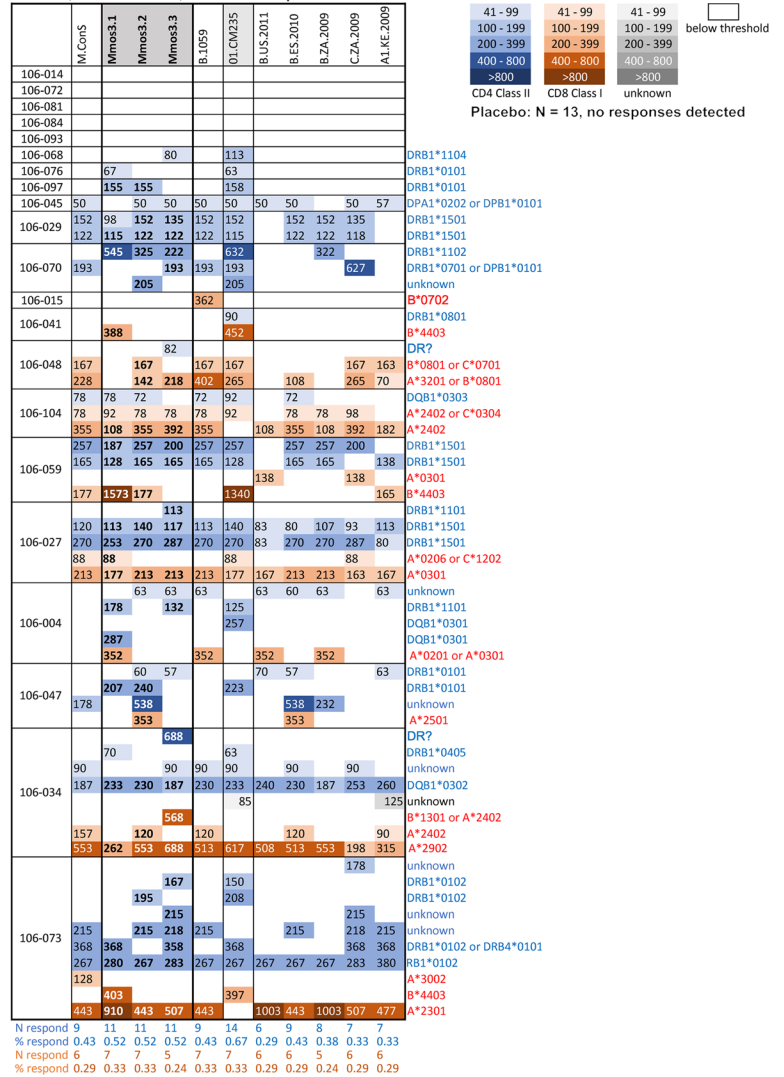 M.ConS Mmos3.1 Mmos3.2 Mmos3.3 B.1059 01.CM235 B.US.2011 B.ES.2010 B.ZA.2009 C.ZA.2009 A1.KE.2009
41 - 99 41 - 99 41 - 99
100 - 199 100 - 199 100 - 199
200 - 399 200 - 399 200 - 399
400 - 800 400 - 800 400 - 800
>800 >800 >800
below threshold
CD4 Class II CD8 Class I unknown
Placebo: N = 13, no responses detected
106-014
106-072
106-081
106-084
106-093
106-068 80 113 DRB1*1104
106-076 67 63 DRB1*0101
106-097 155 155 158 DRB1*0101
106-045 50 50 50 50 50 50 50 50 57 DPA1*0202 or DPB1*0101
106-029
152 98 152 135 152 152 152 152 135 DRB1*1501
122 115 122 122 122 115 122 122 118 DRB1*1501
106-070
545 325 222 632 322 DRB1*1102
193 193 193 193 627 DRB1*0701 or DPB1*0101
205 205 unknown
106-015 362 B*0702
106-041
90 DRB1*0801
388 452 B*4403
106-048
82 DR?
167 167 167 167 167 163 B*0801 or C*0701
228 142 218 402 265 108 265 70 A*3201 or B*0801
106-104
78 78 72 72 92 72 DQB1*0303
78 92 78 78 78 92 78 78 98 A*2402 or C*0304
355 108 355 392 355 108 355 108 392 182 A*2402
106-059
257 187 257 200 257 257 257 257 200 DRB1*1501
165 128 165 165 165 128 165 165 138 DRB1*1501
138 138 A*0301
177 1573 177 1340 165 B*4403
106-027
113 DRB1*1101
120 113 140 117 113 140 83 80 107 93 113 DRB1*1501
270 253 270 287 270 270 83 270 270 287 80 DRB1*1501
88 88 88 88 A*0206 or C*1202
213 177 213 213 213 177 167 213 213 163 167 A*0301
106-004
63 63 63 63 60 63 63 unknown
178 132 125 DRB1*1101
257 DQB1*0301
287 DQB1*0301
352 352 352 352 A*0201 or A*0301
106-047
60 57 70 57 63 DRB1*0101
207 240 223 DRB1*0101
178 538 538 232 unknown
353 353 A*2501
106-034
688 DR?
70 63 DRB1*0405
90 90 90 90 90 90 unknown
187 233 230 187 230 233 240 230 187 253 260 DQB1*0302
85 125 unknown
568 B*1301 or A*2402
157 120 120 120 90 A*2402
553 262 553 688 513 617 508 513 553 198 315 A*2902
106-073
178 unknown
167 150 DRB1*0102
195 208 DRB1*0102
215 215 unknown
215 215 218 215 215 218 215 unknown
368 368 358 368 368 368 DRB1*0102 or DRB4*0101
267 280 267 283 267 267 267 267 267 283 380 RB1*0102
128 A*3002
403 397 B*4403
443 910 443 507 443 1003 443 1003 507 477 A*2301
N respond 9 11 11 11 9 14 6 9 8 7 7
% respond 0.43 0.52 0.52 0.52 0.43 0.67 0.29 0.43 0.38 0.33 0.33
N respond 6 7 7 5 7 7 6 6 5 6 6
% respond 0.29 0.33 0.33 0.24 0.33 0.33 0.29 0.29 0.24 0.29 0.29